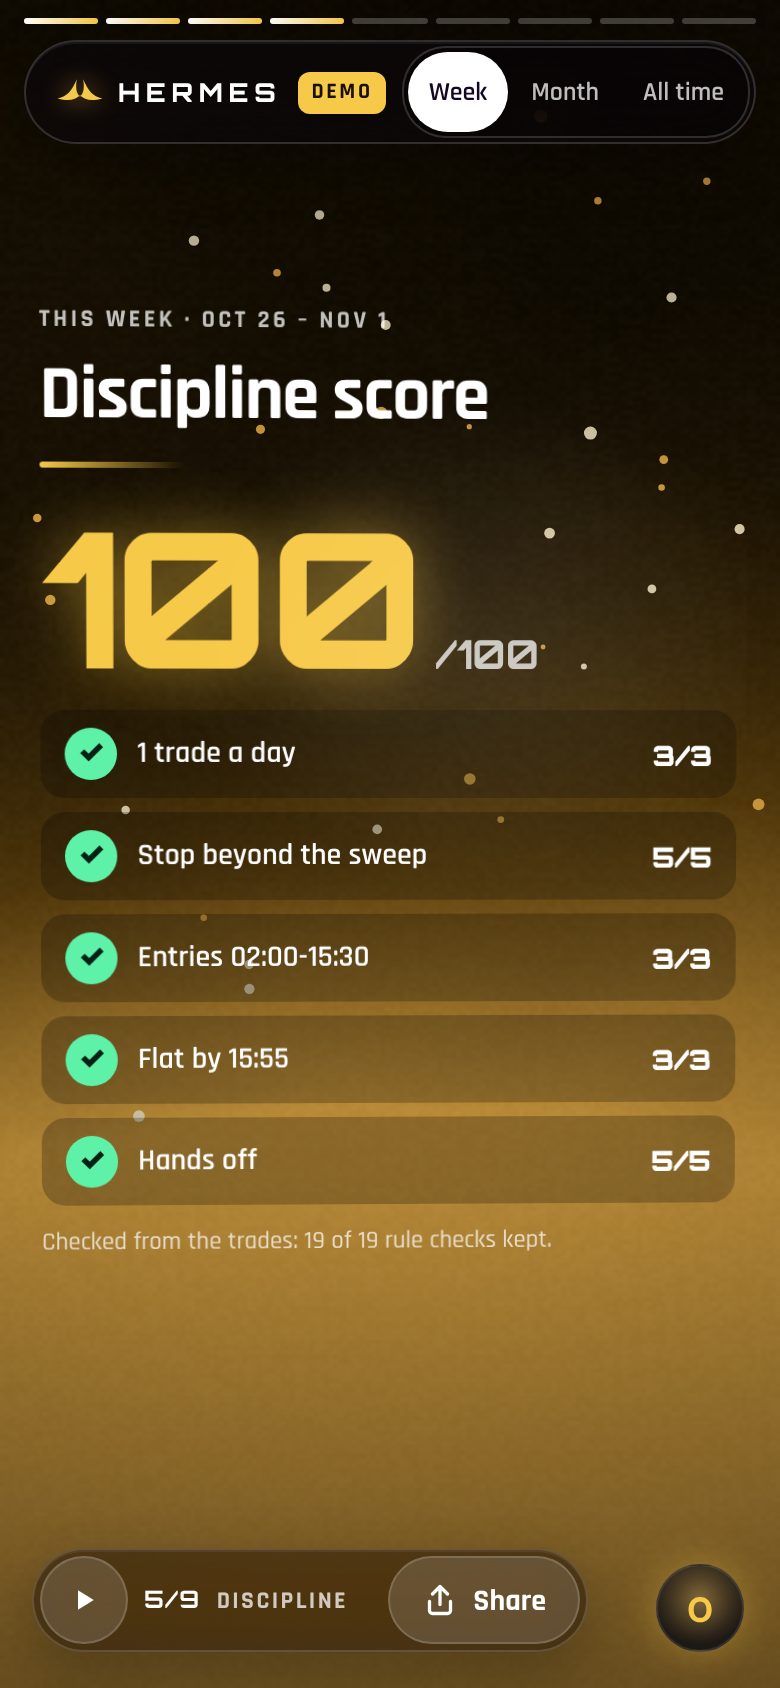 HERMES DEMO Week Month All time
THIS WEEK · OCT 26 – NOV 1
Discipline score
100 /100
1 trade a day 3/3
Stop beyond the sweep 5/5
Entries 02:00-15:30 3/3
Flat by 15:55 3/3
Hands off 5/5
Checked from the trades: 19 of 19 rule checks kept.
5/9 DISCIPLINE Share O